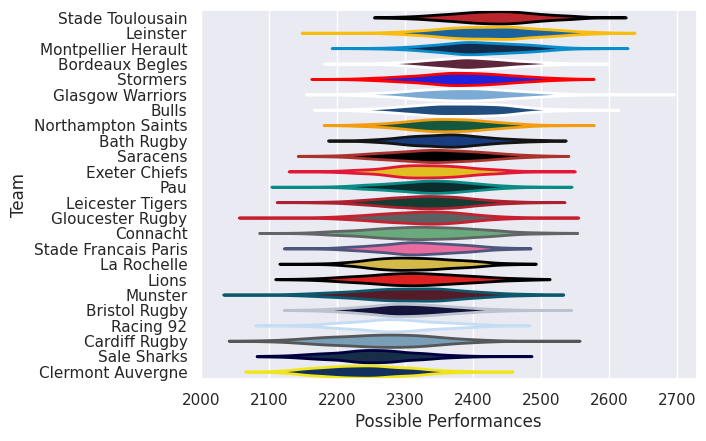 Stade Toulousain
Leinster
Montpellier Herault
Bordeaux Begles
Stormers
Glasgow Warriors
Bulls
Northampton Saints
Bath Rugby
Saracens
Exeter Chiefs
Pau
Leicester Tigers
Gloucester Rugby
Connacht
Stade Francais Paris
La Rochelle
Lions
Munster
Bristol Rugby
Racing 92
Cardiff Rugby
Sale Sharks
Clermont Auvergne
Team
2000 2100 2200 2300 2400 2500 2600 2700
Possible Performances